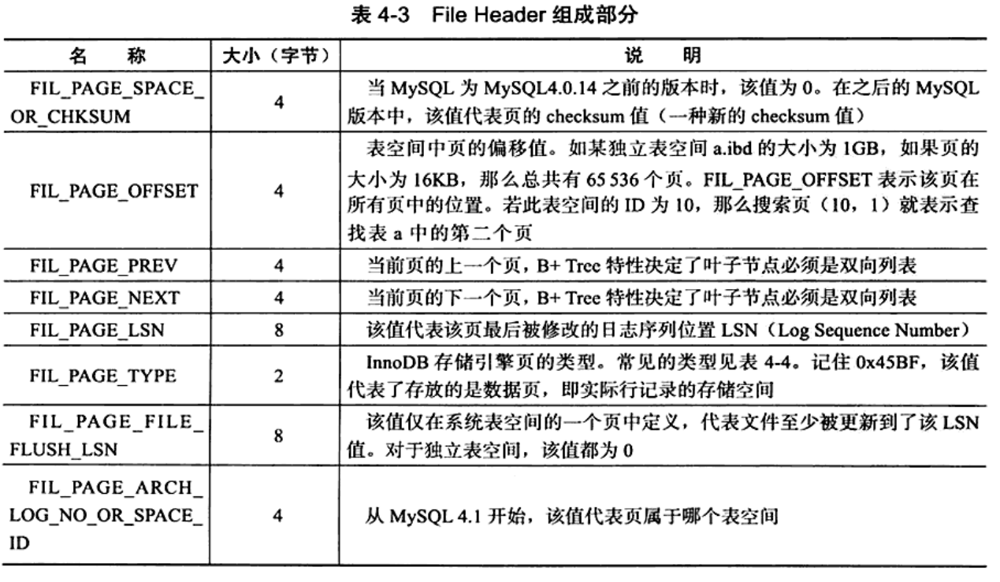 表 4-3 File Header 组成部分
名 称 大小（字节） 说 明
FIL_PAGE_SPACE_
OR_CHKSUM
4
当 MySQL 为 MySQL4.0.14 之前的版本时，该值为 0。在之后的 MySQL
版本中，该值代表页的 checksum 值（一种新的 checksum 值）
FIL_PAGE_OFFSET
4
表空间中页的偏移值。如某独立表空间 a.ibd 的大小为 1GB，如果页的
大小为 16KB，那么总共有 65 536 个页。FIL_PAGE_OFFSET 表示该页在
所有页中的位置。若此表空间的 ID 为 10，那么搜索页（10，1）就表示查
找表 a 中的第二个页
FIL_PAGE_PREV 4 当前页的上一个页，B+ Tree 特性决定了叶子节点必须是双向列表
FIL_PAGE_NEXT 4 当前页的下一个页，B+ Tree 特性决定了叶子节点必须是双向列表
FIL_PAGE_LSN 8 该值代表该页最后被修改的日志序列位置 LSN（Log Sequence Number）
FIL_PAGE_TYPE
2
InnoDB 存储引擎页的类型。常见的类型见表 4-4。记住 0x45BF，该值
代表了存放的是数据页，即实际行记录的存储空间
FIL_PAGE_FILE_
FLUSH_LSN
8
该值仅在系统表空间的一个页中定义，代表文件至少被更新到了该 LSN
值。对于独立表空间，该值都为 0
FIL_PAGE_ARCH_
LOG_NO_OR_SPACE_
ID
4
从 MySQL 4.1 开始，该值代表页属于哪个表空间